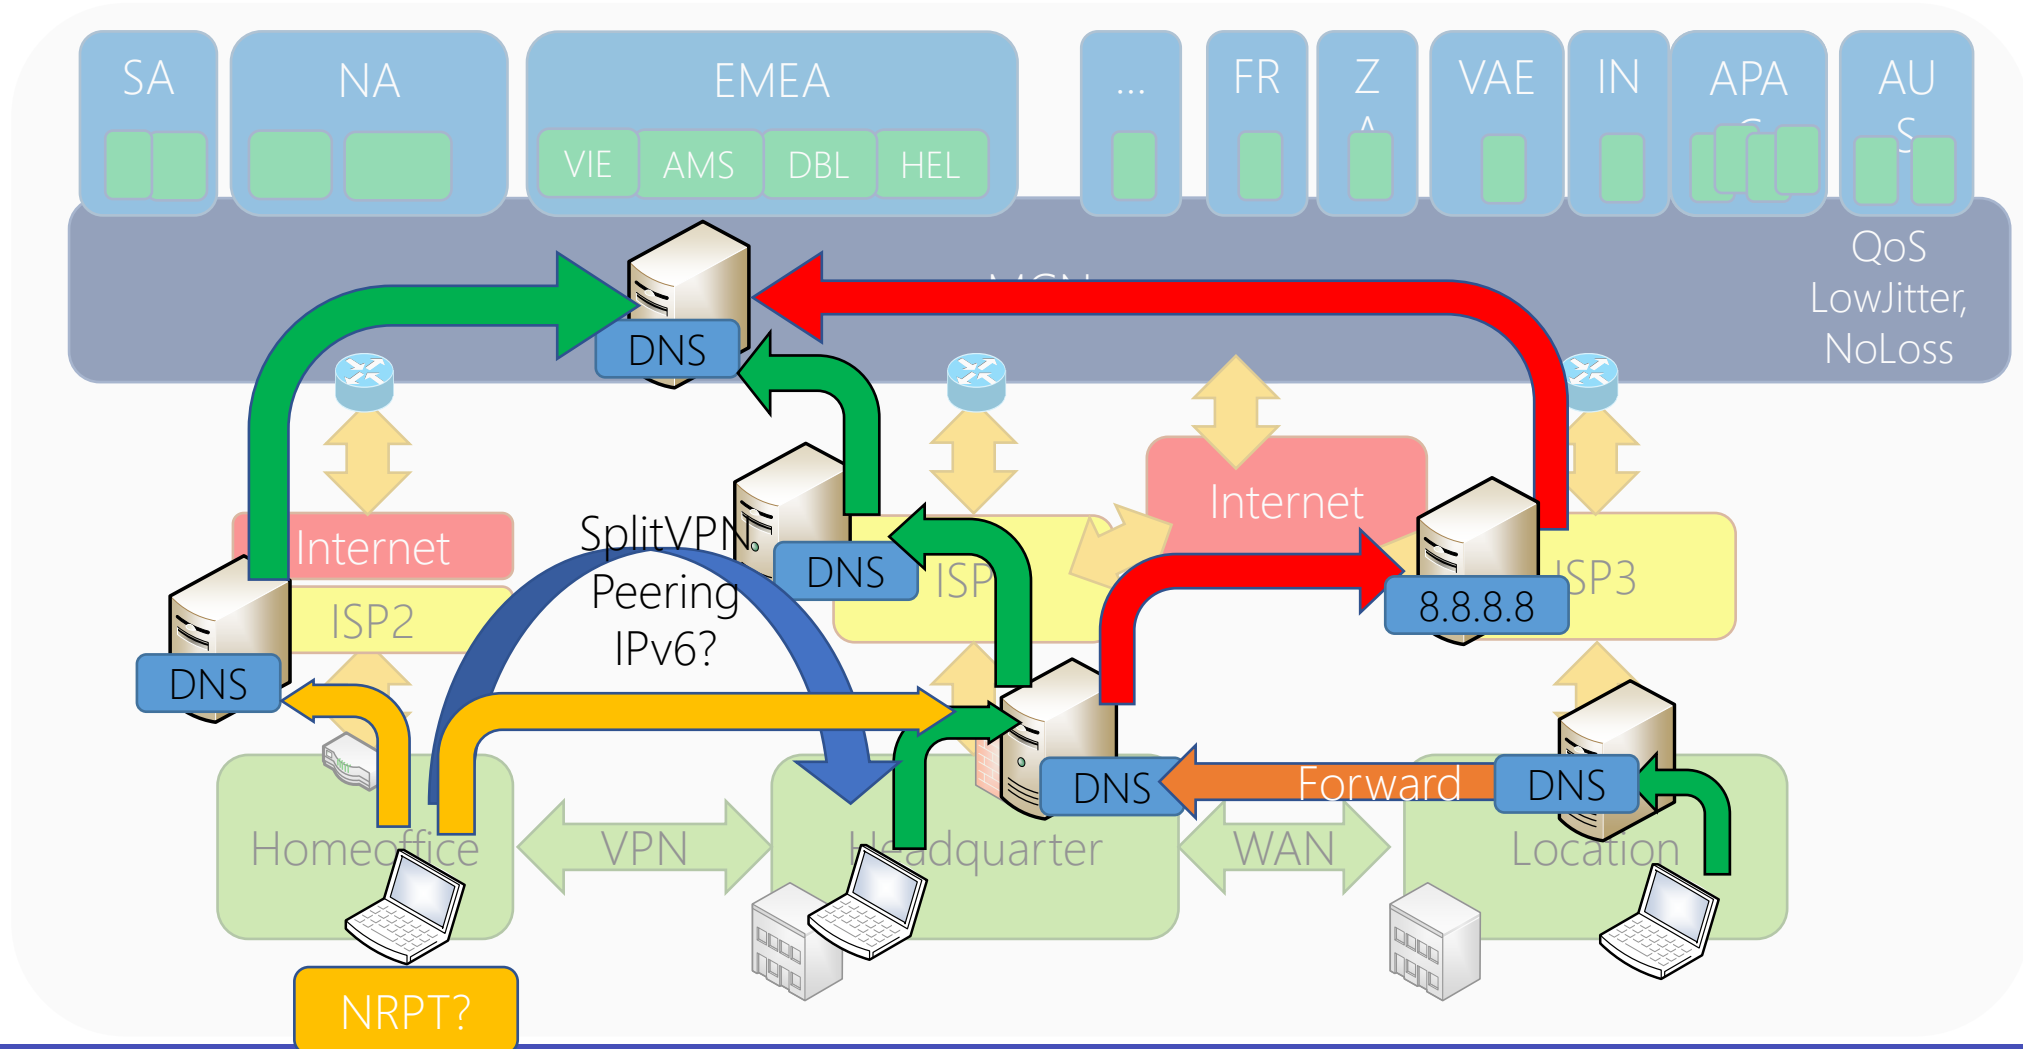 SA
NA
EMEA
...
FR
Z
A
VAE
IN
APA
C
AU
S
VIE
AMS
DBL
HEL
QoS
LowJitter,
NoLoss
DNS
Internet
SplitVPN
Peering
IPv6?
DNS
ISP
Internet
8.8.8.8
ISP3
ISP2
DNS
DNS
Forward
DNS
Homeoffice
VPN
Headquarter
WAN
Location
NRPT?